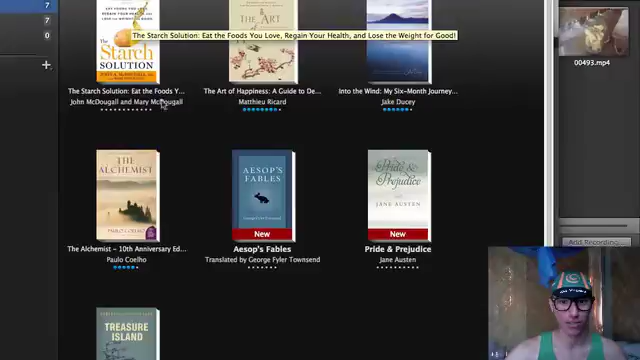 7
7
0
+
The
Starch
SOLUTION
THE ART
of HAPPINESS
The Starch Solution: Eat the Foods You Love, Regain Your Health, and Lose the Weight for Good!
00493.mp4
The Starch Solution: Eat the Foods Y...
John McDougall and Mary McDougall
The Art of Happiness: A Guide to De...
Matthieu Ricard
Into the Wind: My Six-Month Journey...
Jake Ducey
THE
ALCHEMIST
PAULO COELHO
AESOP'S
FABLES
New
Pride &
Prejudice
JANE AUSTEN
New
The Alchemist - 10th Anniversary Ed...
Paulo Coelho
Aesop's Fables
Translated by George Fyler Townsend
Pride & Prejudice
Jane Austen
Add Recording...
TREASURE
ISLAND